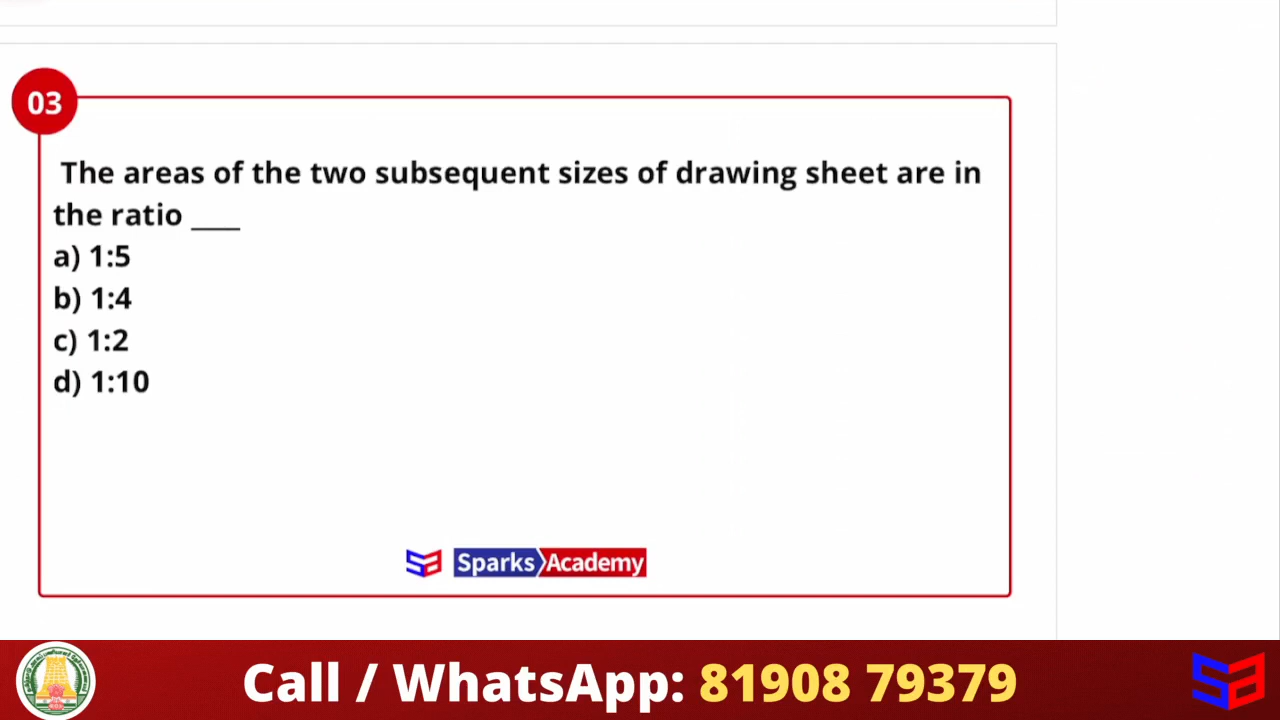 03
The areas of the two subsequent sizes of drawing sheet are in
the ratio ____
a) 1:5
b) 1:4
c) 1:2
d) 1:10
Sparks Academy
Call / WhatsApp: 81908 79379